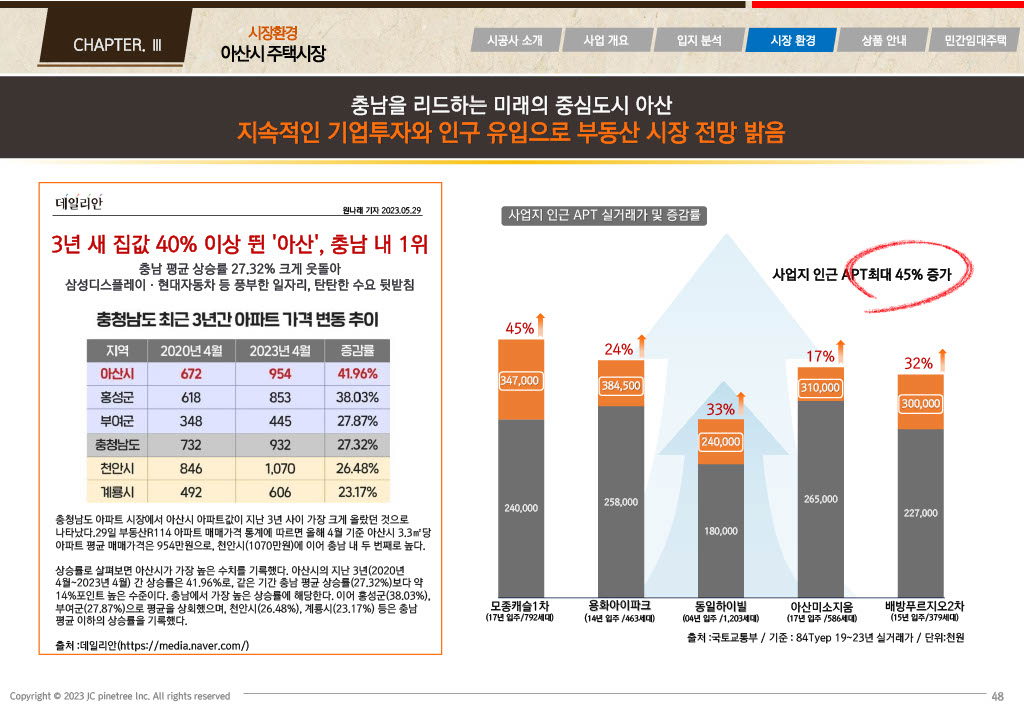 CHAPTER. Ⅲ
시장환경
아산시 주택시장
시공사 소개
사업 개요
입지 분석
시장 환경
상품 안내
민간임대주택
충남을 리드하는 미래의 중심도시 아산
지속적인 기업투자와 인구 유입으로 부동산 시장 전망 밝음
데일리안
원나래 기자 2023.05.29
3년 새 집값 40% 이상 뛴 '아산', 충남 내 1위
충남 평균 상승률 27.32% 크게 웃돌아
삼성디스플레이 · 현대자동차 등 풍부한 일자리, 탄탄한 수요 뒷받침
충청남도 최근 3년간 아파트 가격 변동 추이
지역 2020년 4월 2023년 4월 증감률
아산시 672 954 41.96%
홍성군 618 853 38.03%
부여군 348 445 27.87%
충청남도 732 932 27.32%
천안시 846 1,070 26.48%
계룡시 492 606 23.17%
충청남도 아파트 시장에서 아산시 아파트값이 지난 3년 사이 가장 크게 올랐던 것으로
나타났다.29일 부동산R114 아파트 매매가격 통계에 따르면 올해 4월 기준 아산시 3.3㎡당
아파트 평균 매매가격은 954만원으로, 천안시(1070만원)에 이어 충남 내 두 번째로 높다.
상승률로 살펴보면 아산시가 가장 높은 수치를 기록했다. 아산시의 지난 3년(2020년
4월~2023년 4월) 간 상승률은 41.96%로, 같은 기간 충남 평균 상승률(27.32%)보다 약
14%포인트 높은 수준이다. 충남에서 가장 높은 상승률에 해당한다. 이어 홍성군(38.03%),
부여군(27.87%)으로 평균을 상회했으며, 천안시(26.48%), 계룡시(23.17%) 등은 충남
평균 이하의 상승률을 기록했다.
출처 :데일리안(https://media.naver.com/)
사업지 인근 APT 실거래가 및 증감률
사업지 인근 APT최대 45% 증가
45%
347,000
240,000
24%
384,500
258,000
33%
240,000
180,000
17%
310,000
265,000
32%
300,000
227,000
모종캐슬1차
(17년 입주/792세대)
용화아이파크
(14년 입주 /463세대)
동일하이빌
(04년 입주 /1,203세대)
아산미소지움
(17년 입주 /586세대)
배방푸르지오2차
(15년 입주/379세대)
출처 :국토교통부 / 기준 : 84Tyep 19~23년 실거래가 / 단위:천원
Copyright © 2023 JC pinetree Inc. All rights reserved
48